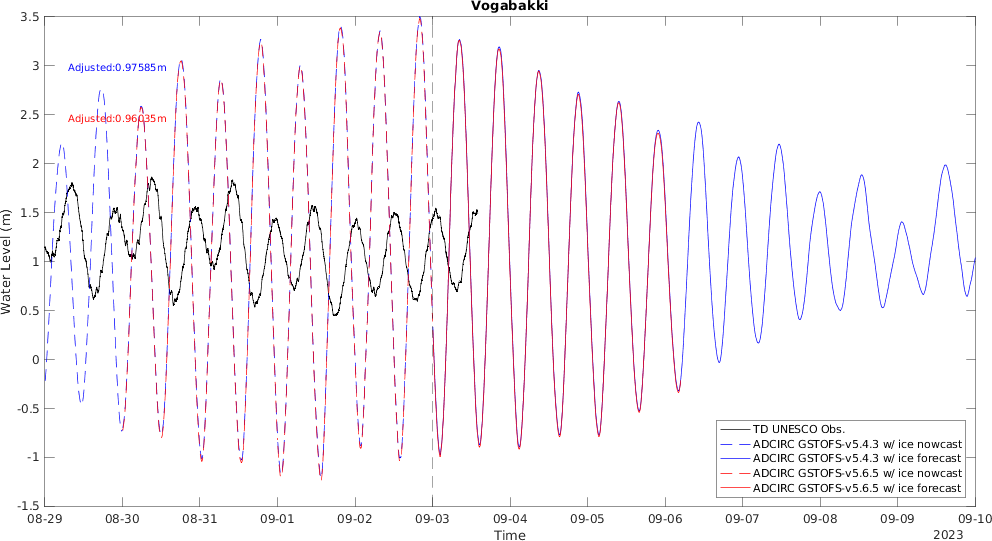 Vogabakki
3.5
3
2.5
2
1.5
1
0.5
0
-0.5
-1
-1.5
Water Level (m)
Adjusted:0.97585m
Adjusted:0.96035m
TD UNESCO Obs.
ADCIRC GSTOFS-v5.4.3 w/ ice nowcast
ADCIRC GSTOFS-v5.4.3 w/ ice forecast
ADCIRC GSTOFS-v5.6.5 w/ ice nowcast
ADCIRC GSTOFS-v5.6.5 w/ ice forecast
08-29 08-30 08-31 09-01 09-02 09-03 09-04 09-05 09-06 09-07 09-08 09-09 09-10
Time
2023